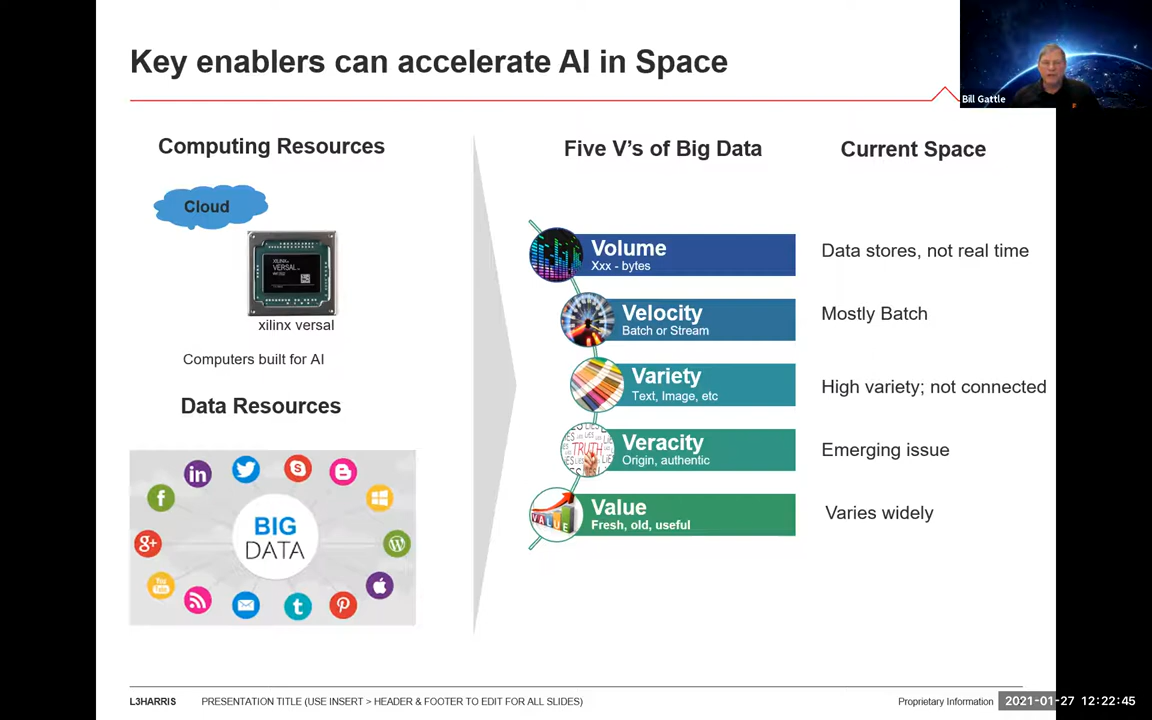 Key enablers can accelerate AI in Space
Bill Gattle
Computing Resources
Cloud
XILINX
VERSAL
xilinx versal
Computers built for AI
Data Resources
BIG
DATA
Five V's of Big Data
Current Space
Volume
Xxx - bytes
Data stores, not real time
Velocity
Batch or Stream
Mostly Batch
Variety
Text, Image, etc
High variety; not connected
TRUTH
LIES
Veracity
Origin, authentic
Emerging issue
VALUE
Value
Fresh, old, useful
Varies widely
L3HARRIS
PRESENTATION TITLE (USE INSERT > HEADER & FOOTER TO EDIT FOR ALL SLIDES)
Proprietary Information
2021-01-27 12:22:45